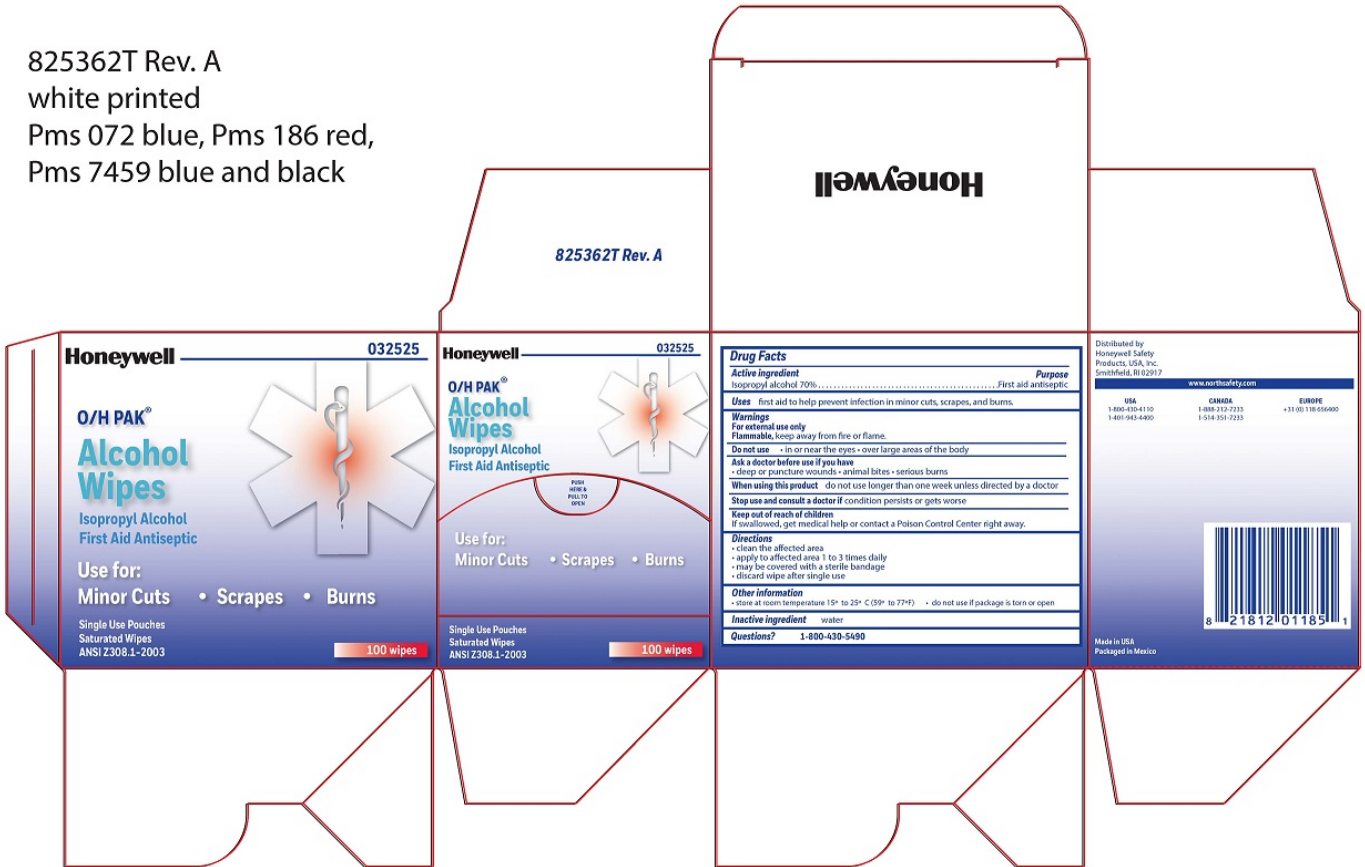 825362T Rev. A
white printed
Pms 072 blue, Pms 186 red,
Pms 7459 blue and black
Honeywell
825362T Rev. A
Honeywell 032525
O/H PAK®
Alcohol
Wipes
Isopropyl Alcohol
First Aid Antiseptic
Use for:
Minor Cuts • Scrapes • Burns
Single Use Pouches
Saturated Wipes
ANSI Z308.1-2003
100 wipes
Honeywell 032525
O/H PAK®
Alcohol
Wipes
Isopropyl Alcohol
First Aid Antiseptic
PUSH
HERE &
PULL TO
OPEN
Use for:
Minor Cuts • Scrapes • Burns
Single Use Pouches
Saturated Wipes
ANSI Z308.1-2003
100 wipes
Drug Facts
Active ingredient Purpose
Isopropyl alcohol 70%..................................................First aid antiseptic
Uses first aid to help prevent infection in minor cuts, scrapes, and burns.
Warnings
For external use only
Flammable, keep away from fire or flame.
Do not use • in or near the eyes • over large areas of the body
Ask a doctor before use if you have
• deep or puncture wounds • animal bites • serious burns
When using this product do not use longer than one week unless directed by a doctor
Stop use and consult a doctor if condition persists or gets worse
Keep out of reach of children
If swallowed, get medical help or contact a Poison Control Center right away.
Directions
• clean the affected area
• apply to affected area 1 to 3 times daily
• may be covered with a sterile bandage
• discard wipe after single use
Other information
• store at room temperature 15° to 25° C (59° to 77°F) • do not use if package is torn or open
Inactive ingredient water
Questions? 1-800-430-5490
Distributed by
Honeywell Safety
Products, USA, Inc.
Smithfield, RI 02917
www.northsafety.com
USA CANADA EUROPE
1-800-430-4110 1-888-212-7233 +31 (0) 118 656400
1-401-943-4400 1-514-351-7233
8 21812 01185 1
Made in USA
Packaged in Mexico